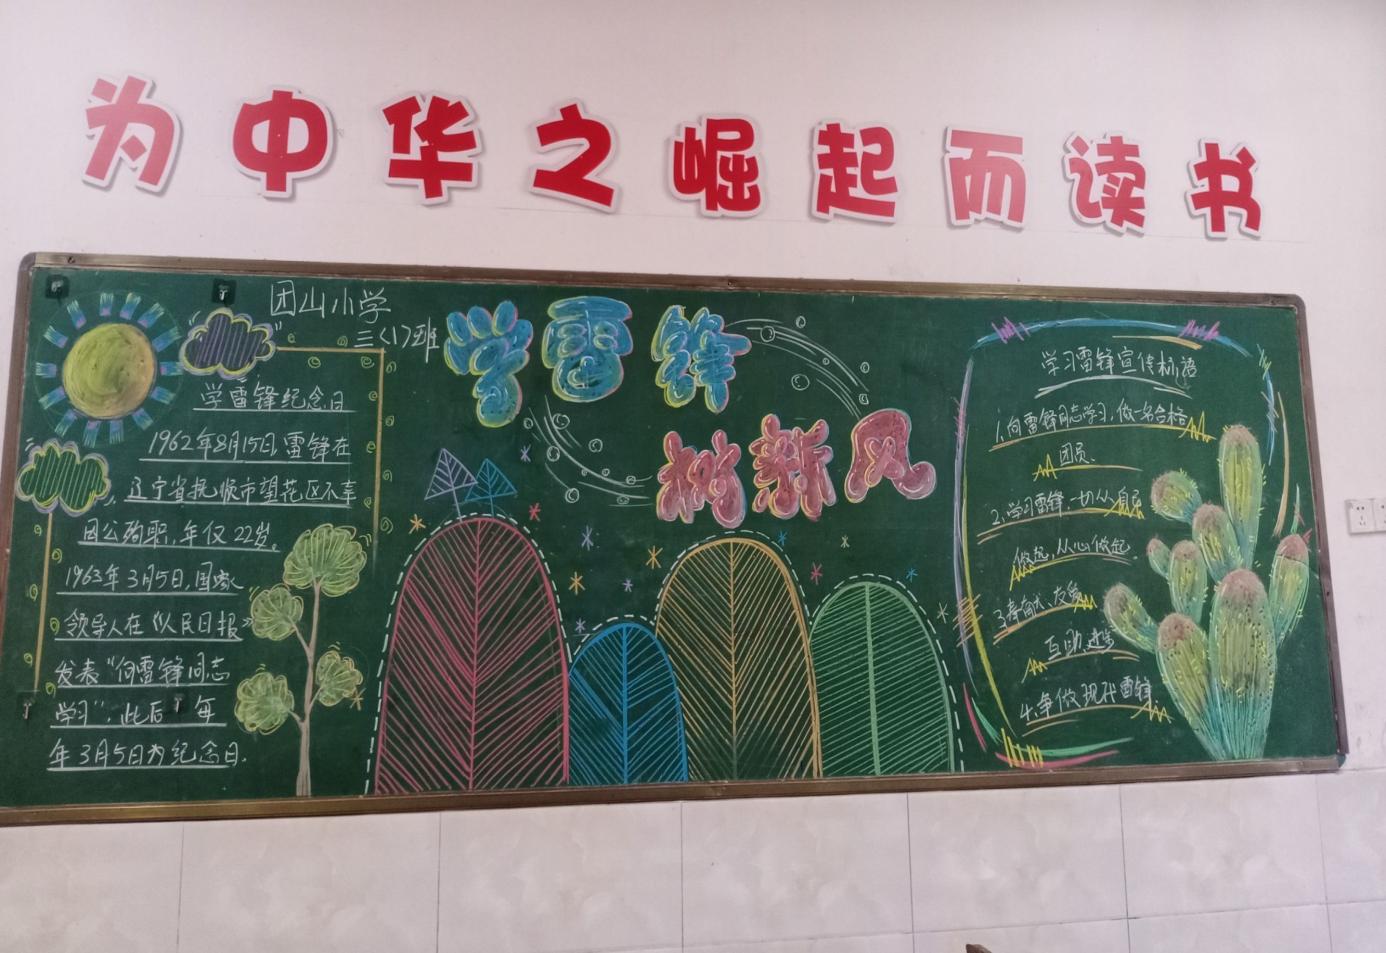 为中华之崛起而读书
团山小学
三<1>班
学雷锋
树新风
学雷锋纪念日
1962年8月15日,雷锋在
辽宁省抚顺市望花区不幸
因公殉职,年仅22岁。
1963年3月5日,国家
领导人在《人民日报》
发表“向雷锋同志
学习”,此后 每
年3月5日为纪念日.
学习雷锋宣传标语
1.向雷锋同志学习,做一名合格
团员.
2.学习雷锋,一切从身
做起,从心做起.
3. 友爱
互助,进步
4.争做现代雷锋.